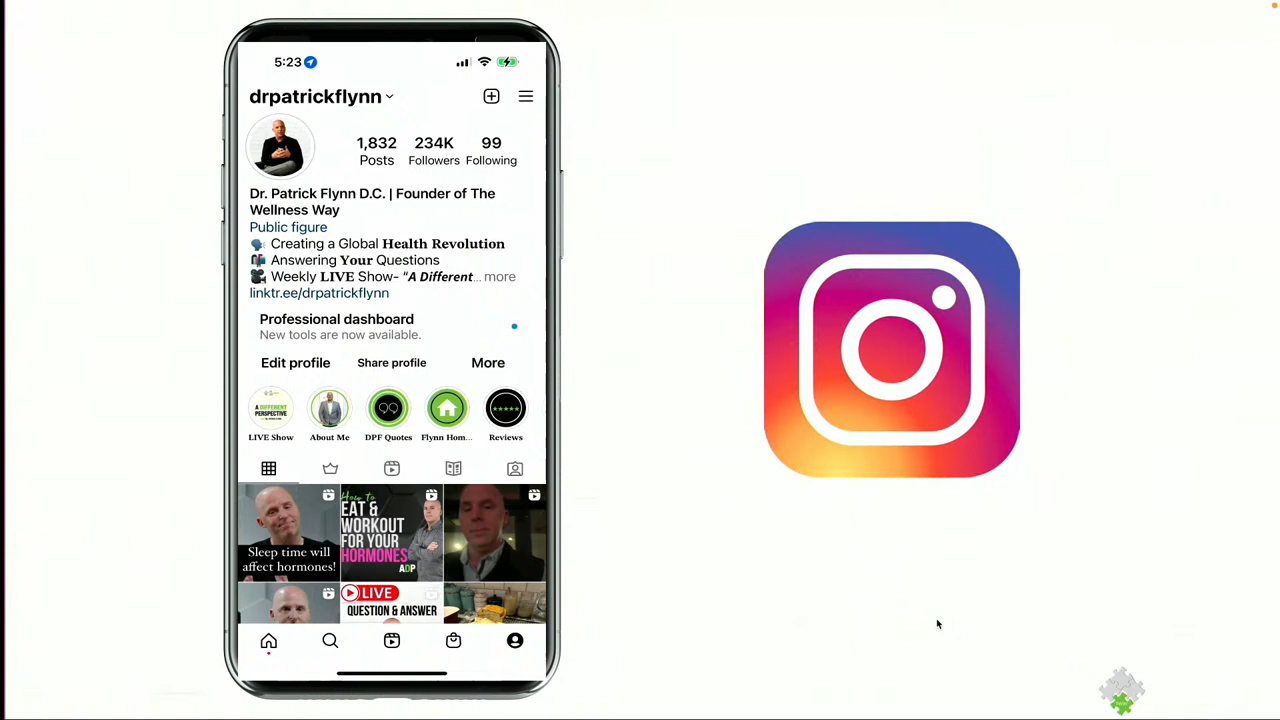 5:23
drpatrickflynn
1,832 234K 99
Posts Followers Following
Dr. Patrick Flynn D.C. | Founder of The
Wellness Way
Public figure
Creating a Global Health Revolution
Answering Your Questions
Weekly LIVE Show- "A Different... more
linktr.ee/drpatrickflynn
Professional dashboard
New tools are now available.
Edit profile Share profile More
A DIFFERENT
PERSPECTIVE
LIVE Show About Me DPF Quotes Flynn Hom... Reviews
Sleep time will
affect hormones!
How to
EAT &
WORKOUT
FOR YOUR
HORMONES
ADP
LIVE
QUESTION & ANSWER